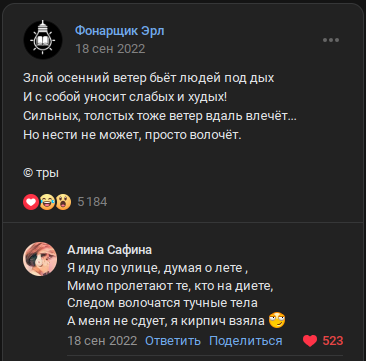 Фонарщик Эрл
18 сен 2022
Злой осенний ветер бьёт людей под дых
И с собой уносит слабых и худых!
Сильных, толстых тоже ветер вдаль влечёт...
Но нести не может, просто волочёт.
© тры
5 184
Алина Сафина
Я иду по улице, думая о лете ,
Мимо пролетают те, кто на диете,
Следом волочатся тучные тела
А меня не сдует, я кирпич взяла
18 сен 2022 Ответить Поделиться 523